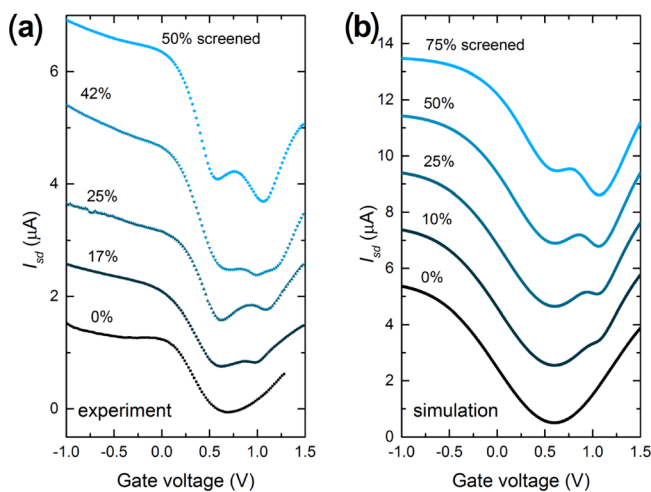 (a)
50% screened
42%
25%
17%
0%
experiment
6
4
2
0
I_sd (μA)
-1.0 -0.5 0.0 0.5 1.0 1.5
Gate voltage (V)
(b)
75% screened
50%
25%
10%
0%
simulation
14
12
10
8
6
4
2
0
I_sd (μA)
-1.0 -0.5 0.0 0.5 1.0 1.5
Gate voltage (V)